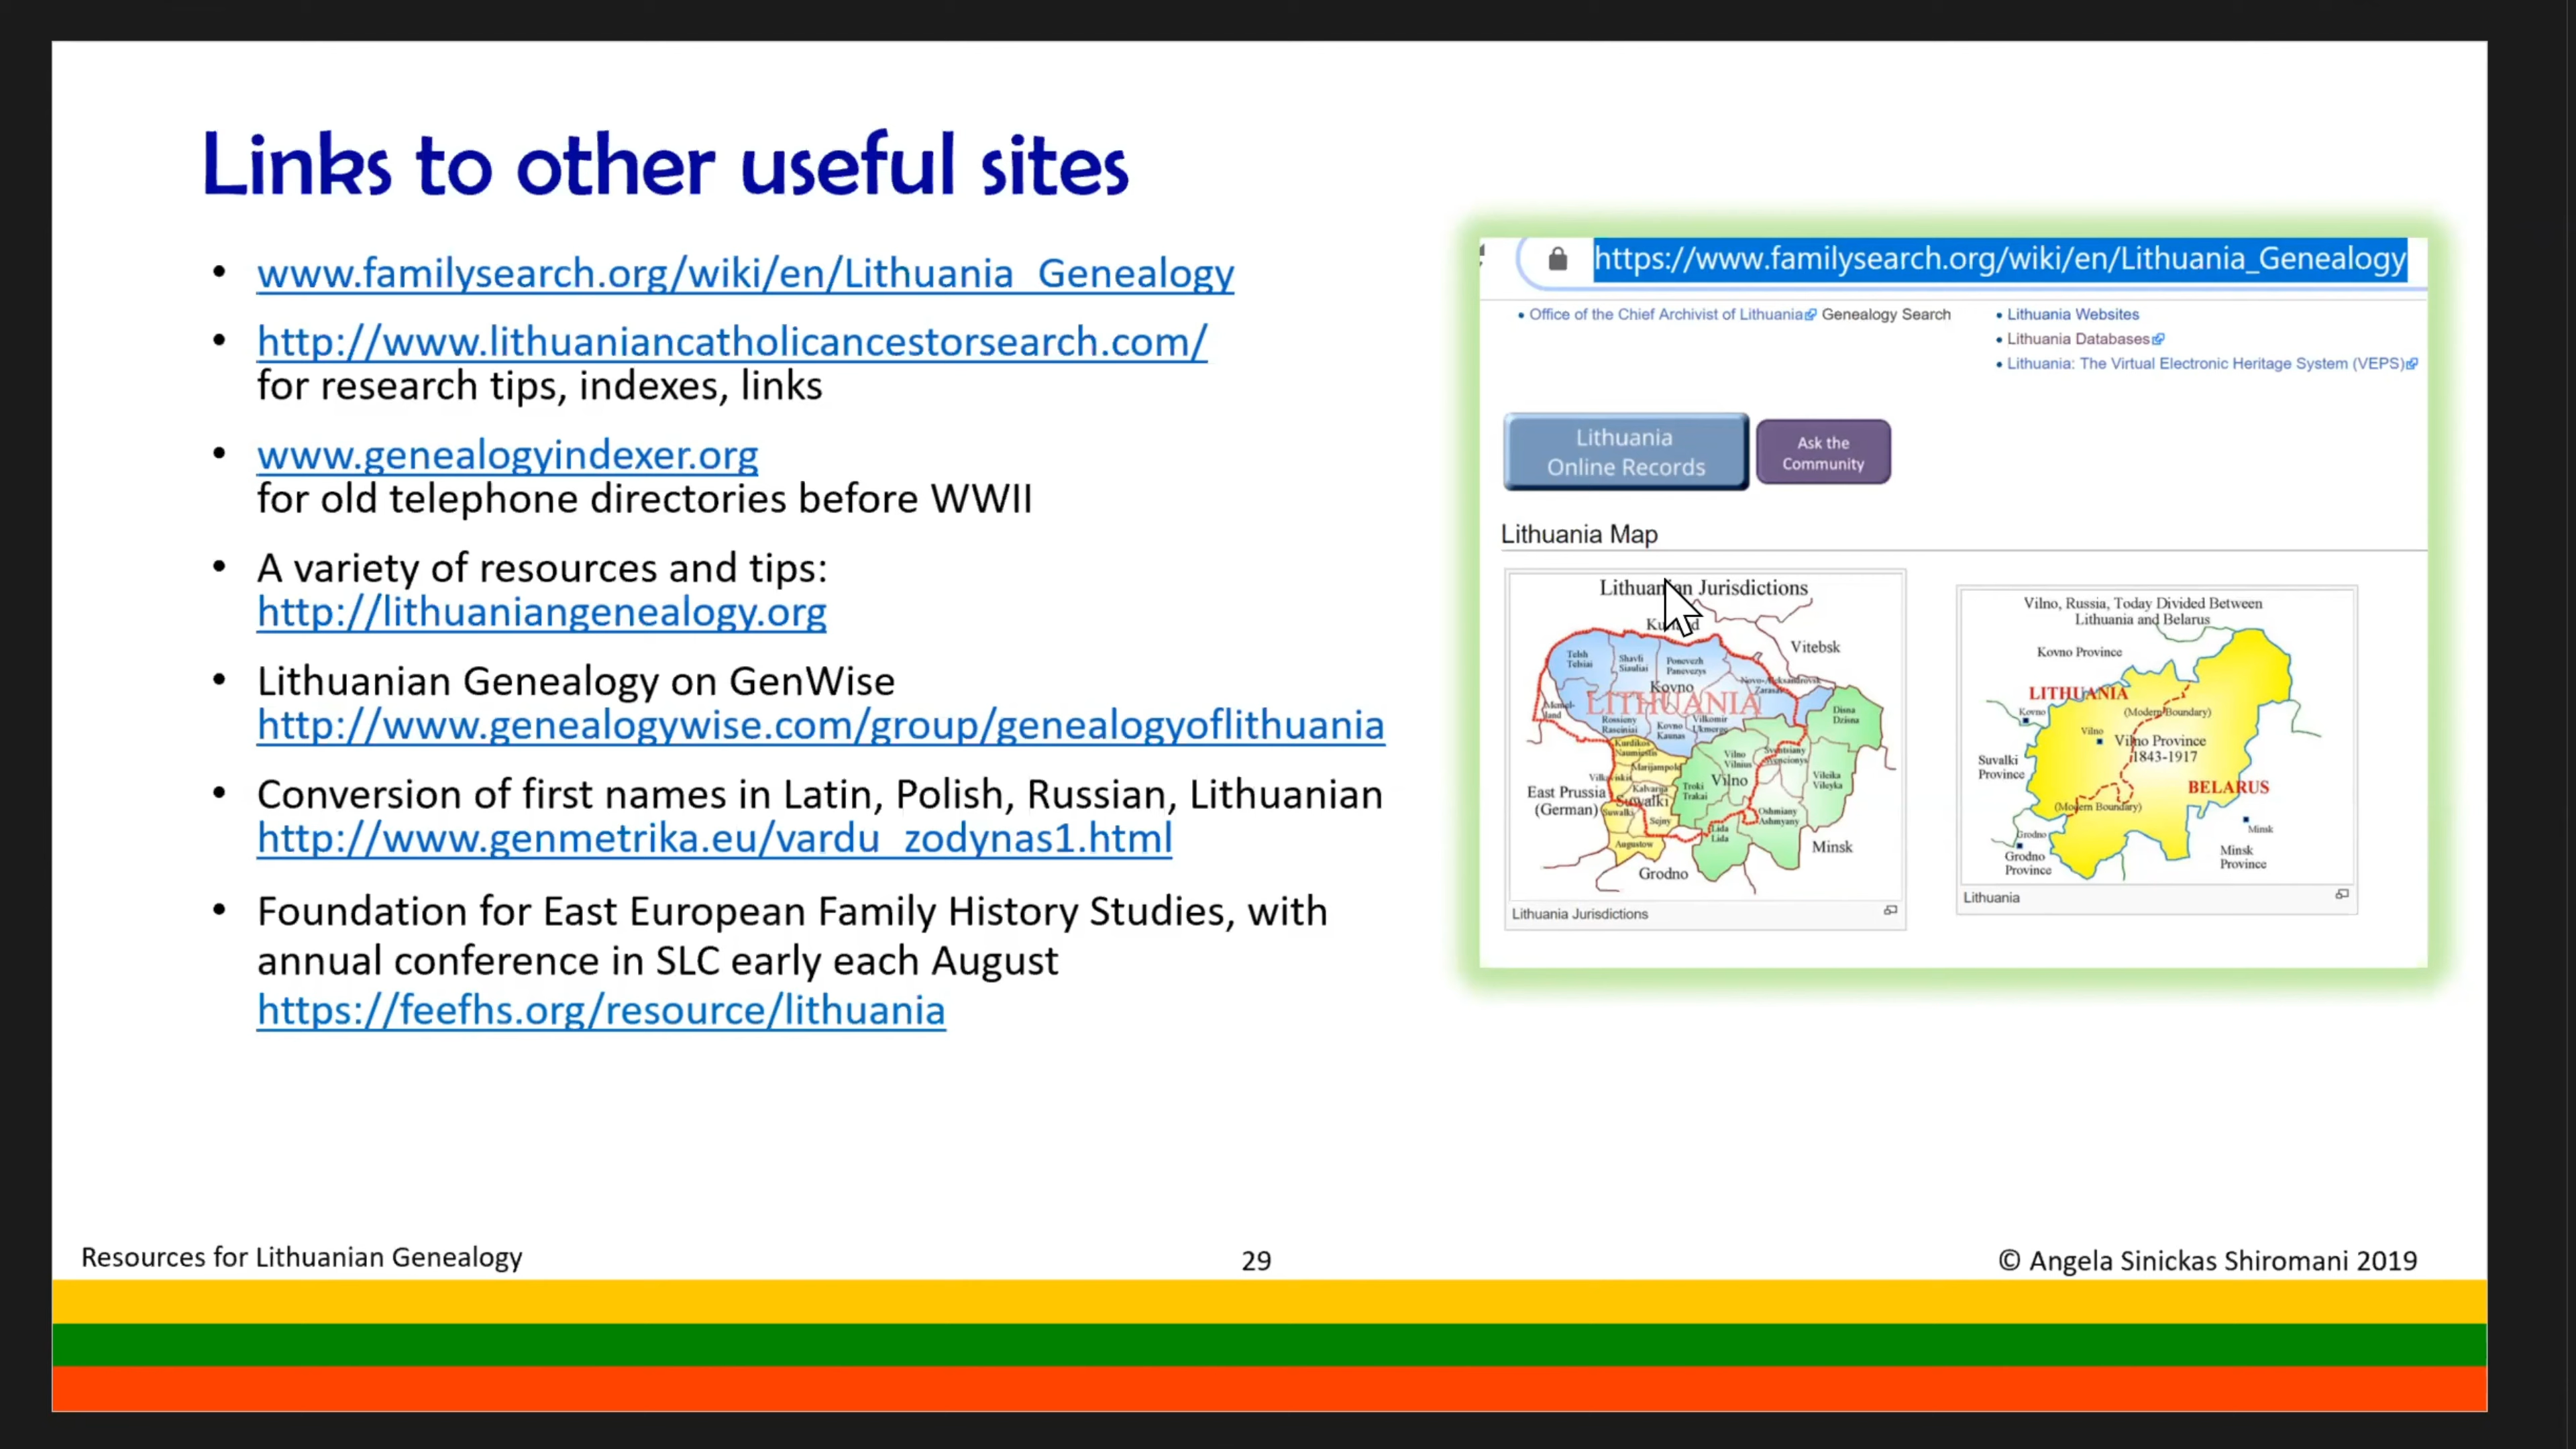 Links to other useful sites
• www.familysearch.org/wiki/en/Lithuania_Genealogy
• http://www.lithuaniancatholicancestorsearch.com/
for research tips, indexes, links
• www.genealogyindexer.org
for old telephone directories before WWII
• A variety of resources and tips:
http://lithuaniangenealogy.org
• Lithuanian Genealogy on GenWise
http://www.genealogywise.com/group/genealogyoflithuania
• Conversion of first names in Latin, Polish, Russian, Lithuanian
http://www.genmetrika.eu/vardu_zodynas1.html
• Foundation for East European Family History Studies, with
annual conference in SLC early each August
https://feefhs.org/resource/lithuania
https://www.familysearch.org/wiki/en/Lithuania_Genealogy
• Office of the Chief Archivist of Lithuania Genealogy Search
• Lithuania Websites
• Lithuania Databases
• Lithuania: The Virtual Electronic Heritage System (VEPS)
Lithuania
Online Records
Ask the
Community
Lithuania Map
Lithuanian Jurisdictions
Vitebsk
Telsh
Telsiai
Shavli
Siauliai
Ponevezh
Panevezys
Kovno
Zarasai
LITHUANIA
Disna
Dzisna
Rossieny
Raseiniai
Kovno
Kaunas
Vilkomir
Ukmerge
Naumiestis
Marijampole
Vilno
Vilnius
Vilno
Troki
Trakai
Vileika
Vileyka
East Prussia
(German)
Kalvarija
Suwalki
Suwalki
Sejny
Oshmiany
Ashmyany
Lida
Lida
Augustow
Minsk
Grodno
Lithuania Jurisdictions
Vilno, Russia, Today Divided Between
Lithuania and Belarus
Kovno Province
LITHUANIA
Kovno
(Modern Boundary)
Vilno
Vilno Province
1843-1917
Suvalki
Province
BELARUS
(Modern Boundary)
Minsk
Grodno
Grodno
Province
Minsk
Province
Lithuania
Resources for Lithuanian Genealogy
29
© Angela Sinickas Shiromani 2019